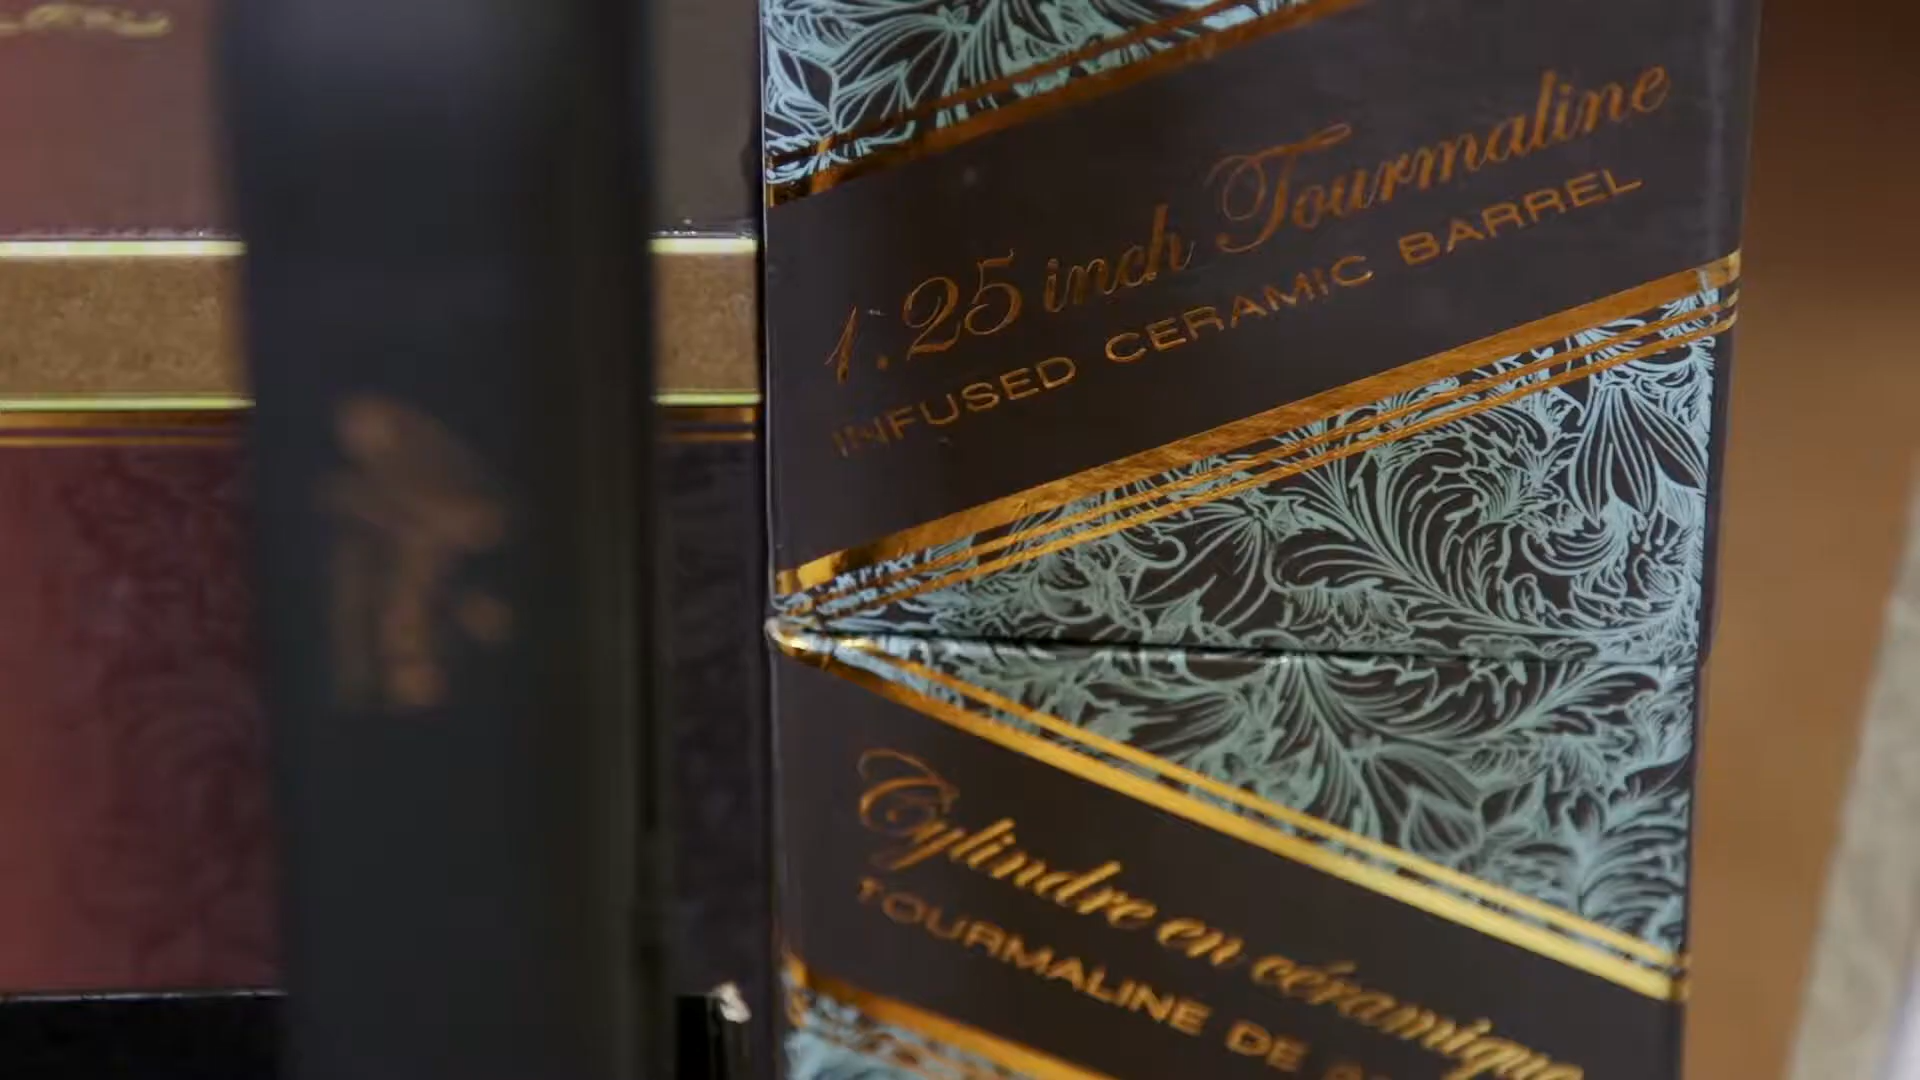 1.25 inch Tourmaline
INFUSED CERAMIC BARREL
Cylindre en céramique
TOURMALINE DE